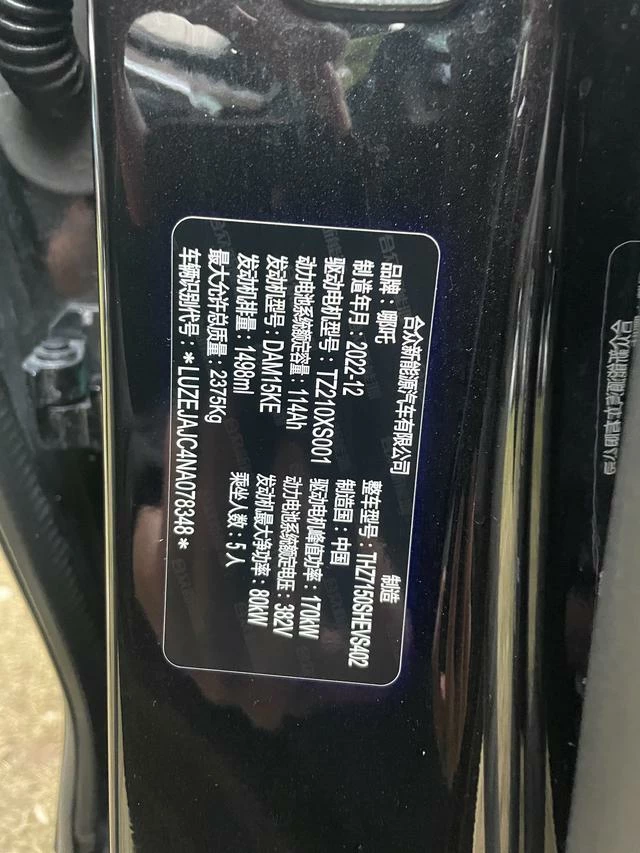 合众新能源汽车有限公司 制造
品牌：哪吒 整车型号：THZ7150SHEVS402
制造年月：2022-12 制造国：中国
驱动电机型号：TZ210XS001 驱动电机峰值功率：170kW
动力电池系统额定容量：114Ah 动力电池系统额定电压：382V
发动机型号：DAM15KE 发动机最大净功率：80kW
发动机排量：1498ml 乘坐人数：5人
最大允许总质量：2375Kg
车辆识别代号：*LUZEJAJC4NA076348*